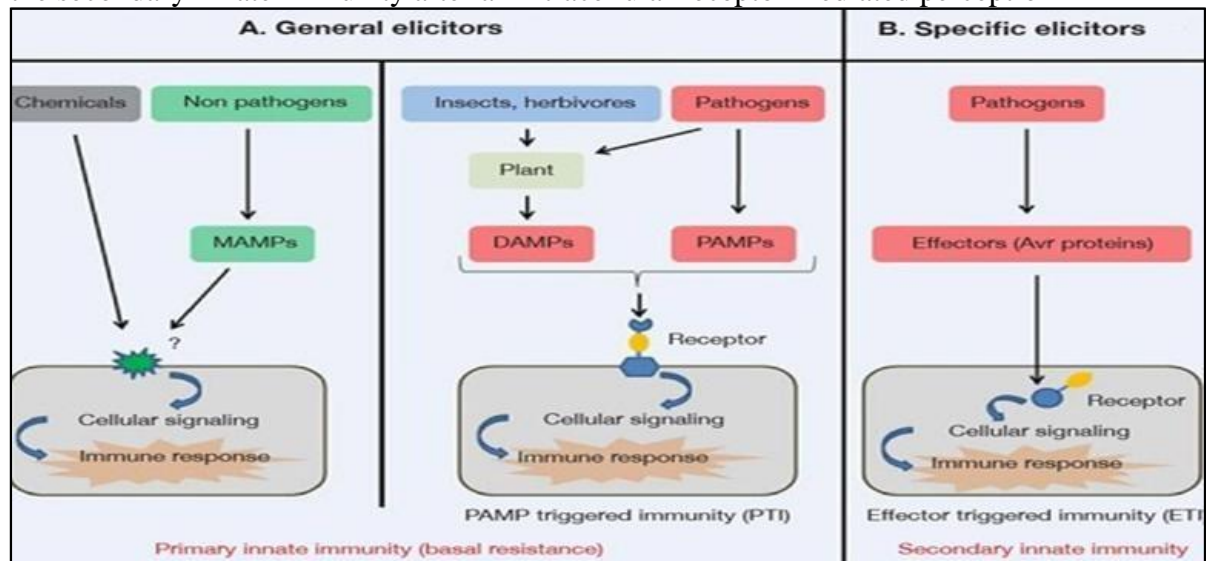 A. General elicitors
B. Specific elicitors
Chemicals
Non pathogens
Insects, herbivores
Pathogens
Pathogens
Plant
MAMPs
DAMPs
PAMPs
Effectors (Avr proteins)
?
Receptor
Receptor
Cellular signaling
Immune response
Cellular signaling
Immune response
Cellular signaling
Immune response
PAMP triggered immunity (PTI)
Effector triggered immunity (ETI
Primary innate immunity (basal resistance)
Secondary innate immunity